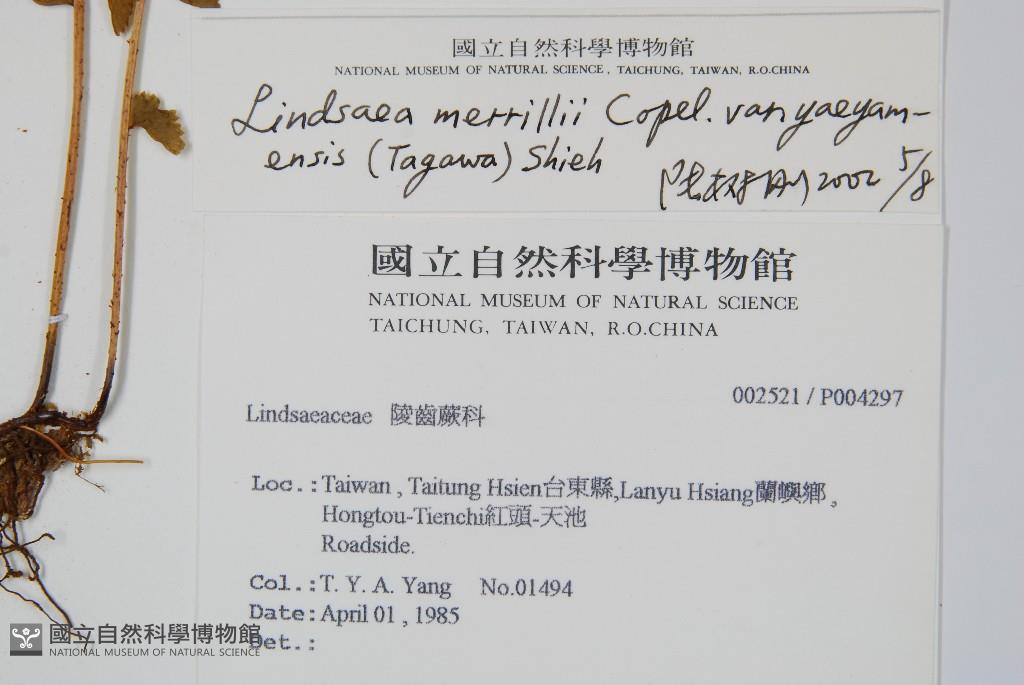 國立自然科學博物館
NATIONAL MUSEUM OF NATURAL SCIENCE, TAICHUNG, TAIWAN, R.O.CHINA
Lindsaea merrillii Copel. var. yaeyam-
ensis (Tagawa) Shieh
2002 5/8
國立自然科學博物館
NATIONAL MUSEUM OF NATURAL SCIENCE
TAICHUNG, TAIWAN, R.O.CHINA
002521 / P004297
Lindsaeaceae 陵齒蕨科
Loc.:Taiwan , Taitung Hsien台東縣,Lanyu Hsiang蘭嶼鄉 ,
Hongtou-Tienchi紅頭-天池
Roadside.
Col.:T. Y. A. Yang No.01494
Date:April 01 , 1985
Det.:
國立自然科學博物館
NATIONAL MUSEUM OF NATURAL SCIENCE